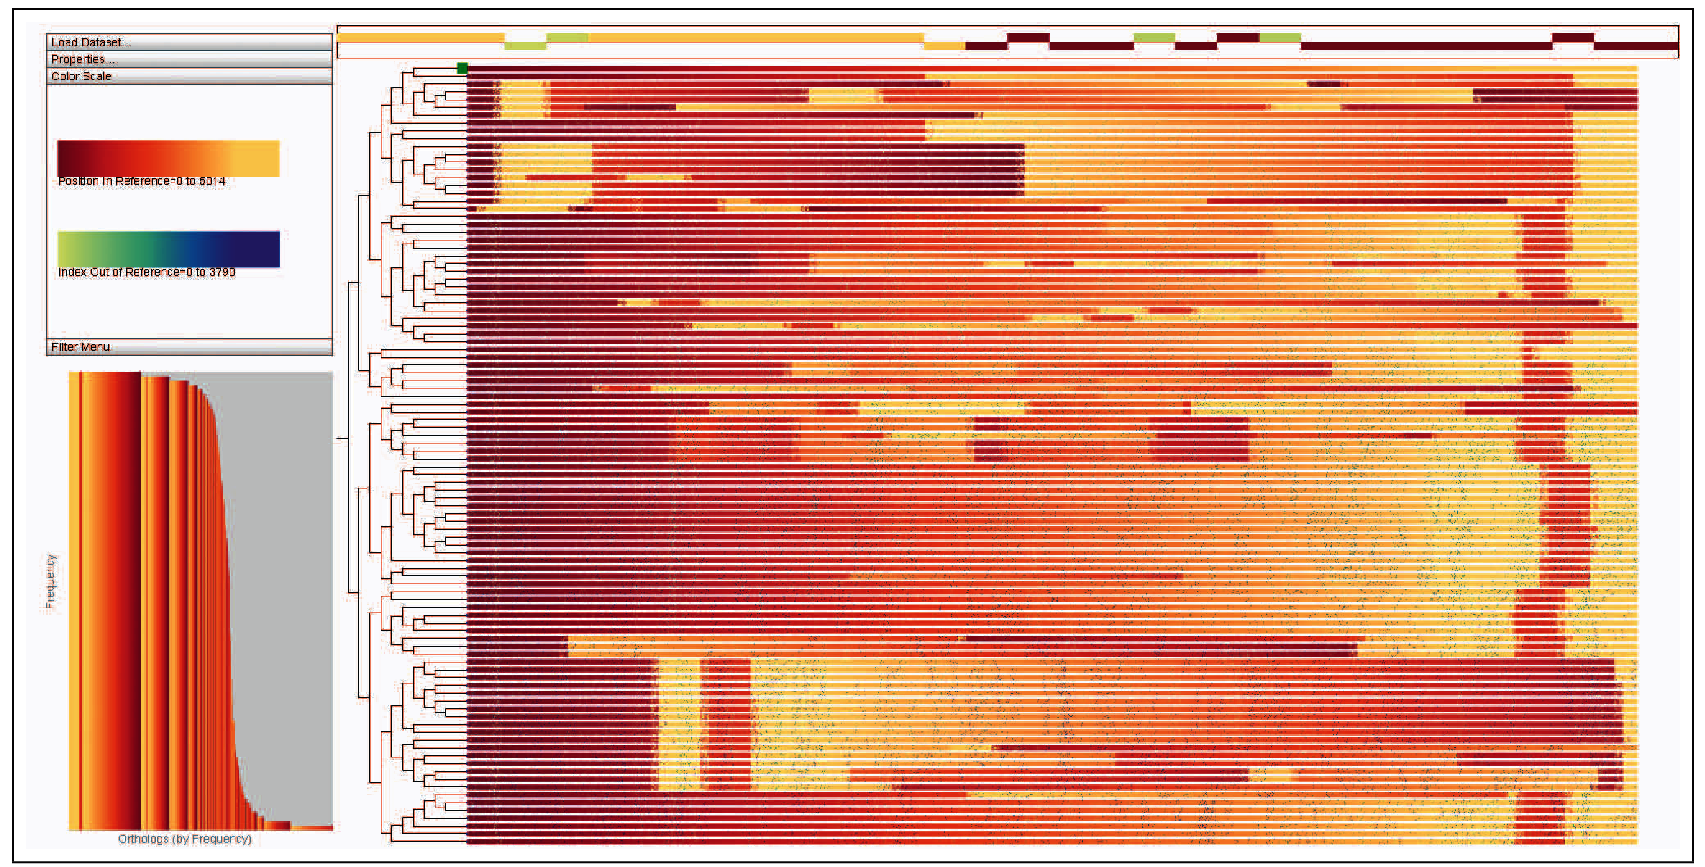 Load Dataset...
Properties...
Color Scale
Position In Reference=0 to 5014
Index Out of Reference=0 to 3790
Filter Menu
Frequency
Orthologs (by Frequency)